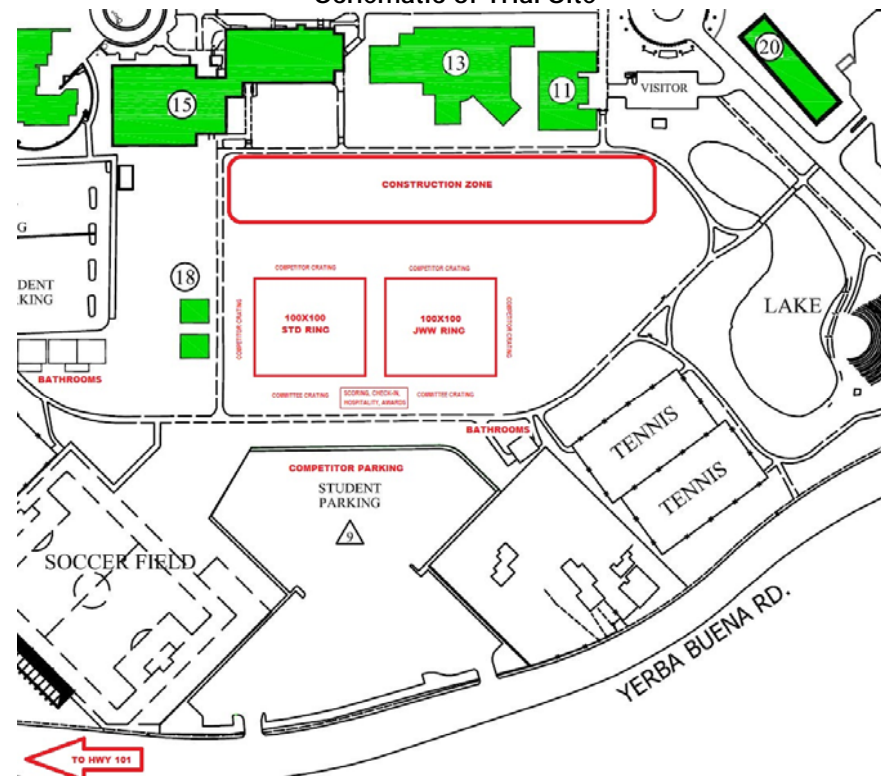 Schematic of Trial Site
20
13
11
VISITOR
15
CONSTRUCTION ZONE
G
18
DENT
KING
COMPETITOR CRATING
COMPETITOR CRATING
COMPETITOR CRATING
100X100
STD RING
100X100
JWW RING
COMPETITOR CRATING
LAKE
BATHROOMS
COMMITTEE CRATING
SCORING, CHECK-IN,
HOSPITALITY, AWARDS
COMMITTEE CRATING
BATHROOMS
TENNIS
TENNIS
COMPETITOR PARKING
STUDENT
PARKING
9
SOCCER FIELD
YERBA BUENA RD.
TO HWY 101